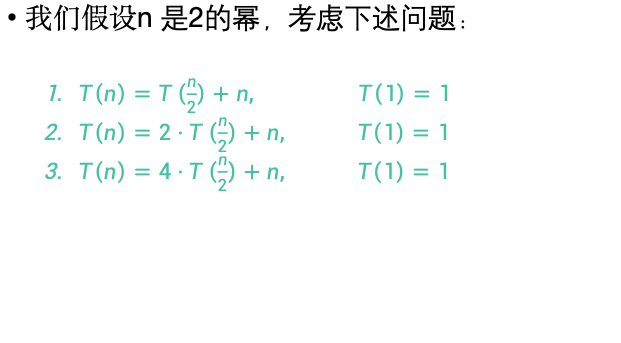 • 我们假设n 是2的幂，考虑下述问题：
1. T(n) = T(n/2) + n, T(1) = 1
2. T(n) = 2 · T(n/2) + n, T(1) = 1
3. T(n) = 4 · T(n/2) + n, T(1) = 1